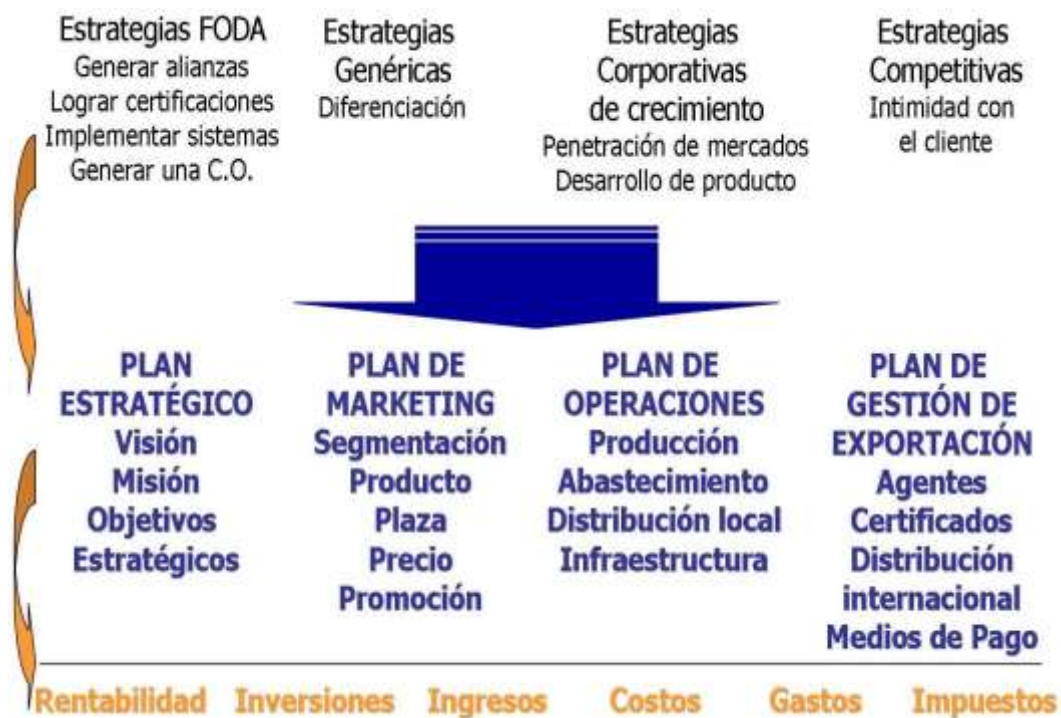 Estrategias FODA
Generar alianzas
Lograr certificaciones
Implementar sistemas
Generar una C.O.
Estrategias
Genéricas
Diferenciación
Estrategias
Corporativas
de crecimiento
Penetración de mercados
Desarrollo de producto
Estrategias
Competitivas
Intimidad con
el cliente
PLAN
ESTRATÉGICO
Visión
Misión
Objetivos
Estratégicos
PLAN DE
MARKETING
Segmentación
Producto
Plaza
Precio
Promoción
PLAN DE
OPERACIONES
Producción
Abastecimiento
Distribución local
Infraestructura
PLAN DE
GESTIÓN DE
EXPORTACIÓN
Agentes
Certificados
Distribución
internacional
Medios de Pago
Rentabilidad Inversiones Ingresos Costos Gastos Impuestos